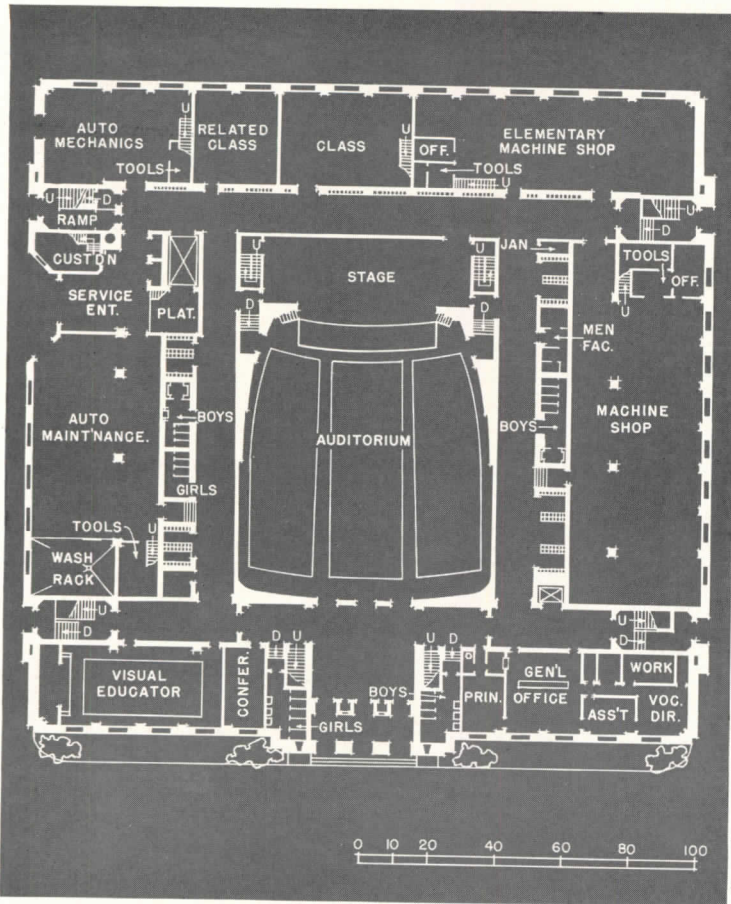 AUTO
MECHANICS
U
RELATED
CLASS
CLASS
U
OFF.
ELEMENTARY
MACHINE SHOP
TOOLS
TOOLS
U
U
D
RAMP
U
D
CUST'D'N
U
STAGE
U
JAN
TOOLS
OFF.
SERVICE
ENT.
PLAT.
D
D
U
MEN
FAC.
AUTO
MAINT'NANCE.
BOYS
AUDITORIUM
BOYS
MACHINE
SHOP
GIRLS
TOOLS
U
WASH
RACK
U
D
U
D
VISUAL
EDUCATOR
CONFER.
D
U
U
D
BOYS
GIRLS
PRIN.
GEN'L
OFFICE
WORK
ASS'T
VOC.
DIR.
0 10 20 40 60 80 100